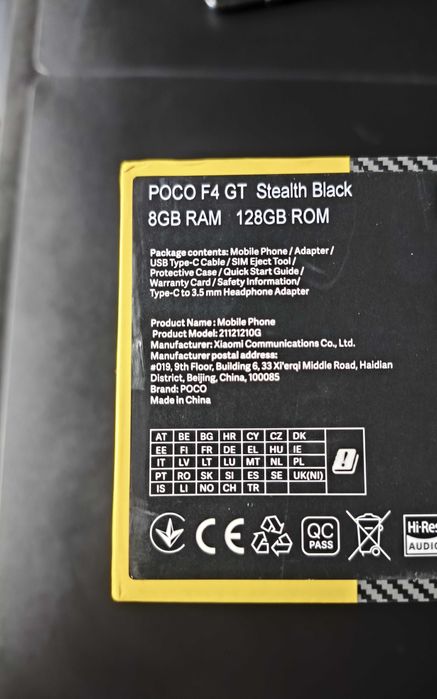 POCO F4 GT Stealth Black
8GB RAM 128GB ROM
Package contents: Mobile Phone / Adapter /
USB Type-C Cable / SIM Eject Tool /
Protective Case / Quick Start Guide /
Warranty Card / Safety Information/
Type-C to 3.5 mm Headphone Adapter
Product Name : Mobile Phone
Product Model: 21121210G
Manufacturer: Xiaomi Communications Co., Ltd.
Manufacturer postal address:
#019, 9th Floor, Building 6, 33 Xi'erqi Middle Road, Haidian
District, Beijing, China, 100085
Brand: POCO
Made in China
AT BE BG HR CY CZ DK
EE FI FR DE EL HU IE
IT LV LT LU MT NL PL
PT RO SK SI ES SE UK(NI)
IS LI NO CH TR
CE
QC
PASS
Hi-Res
AUDIO